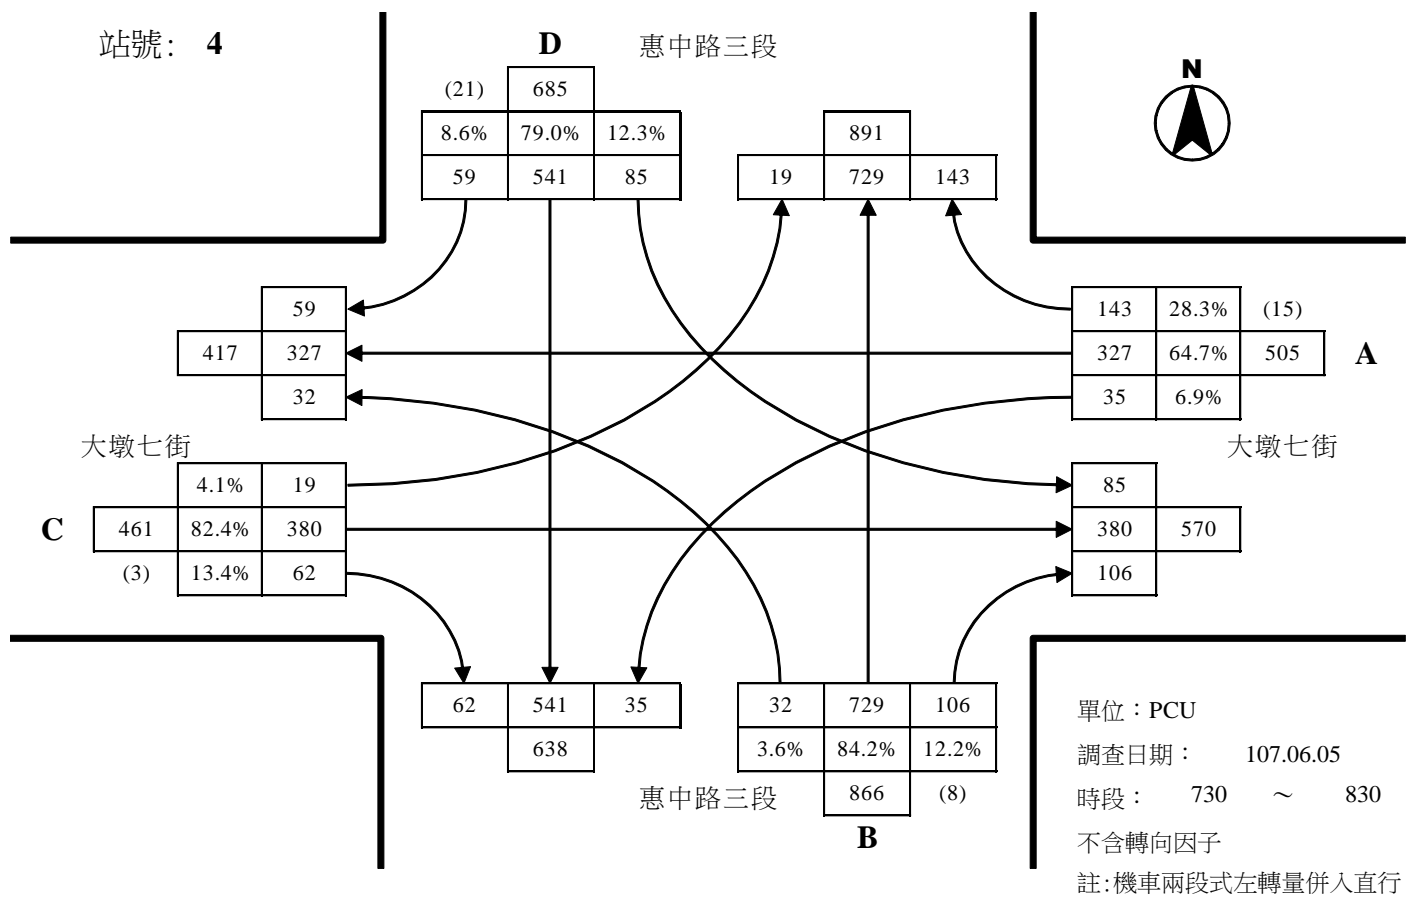 站號: 4
D 惠中路三段
N
(21) 685
8.6% 79.0% 12.3%
59 541 85
891
19 729 143
59
417 327
32
143 28.3% (15)
327 64.7% 505 A
35 6.9%
大墩七街
大墩七街
4.1% 19
C 461 82.4% 380
(3) 13.4% 62
85
380 570
106
62 541 35
638
32 729 106
3.6% 84.2% 12.2%
惠中路三段 866 (8)
B
單位：PCU
調查日期： 107.06.05
時段： 730 ～ 830
不含轉向因子
註:機車兩段式左轉量併入直行